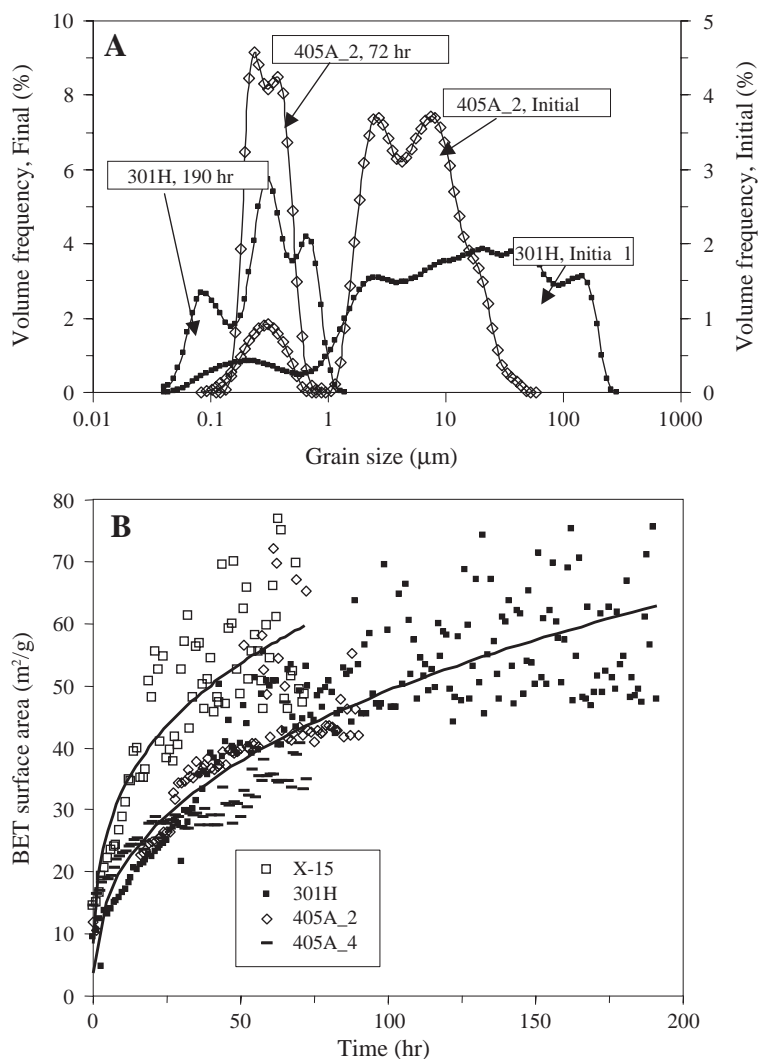 A
10
8
6
4
2
0
5
4
3
2
1
0
Volume frequency, Final (%)
Volume frequency, Initial (%)
405A_2, 72 hr
405A_2, Initial
301H, 190 hr
301H, Initia l
0.01 0.1 1 10 100 1000
Grain size (μm)
B
80
70
60
50
40
30
20
10
0
BET surface area (m²/g)
X-15
301H
405A_2
405A_4
0 50 100 150 200
Time (hr)